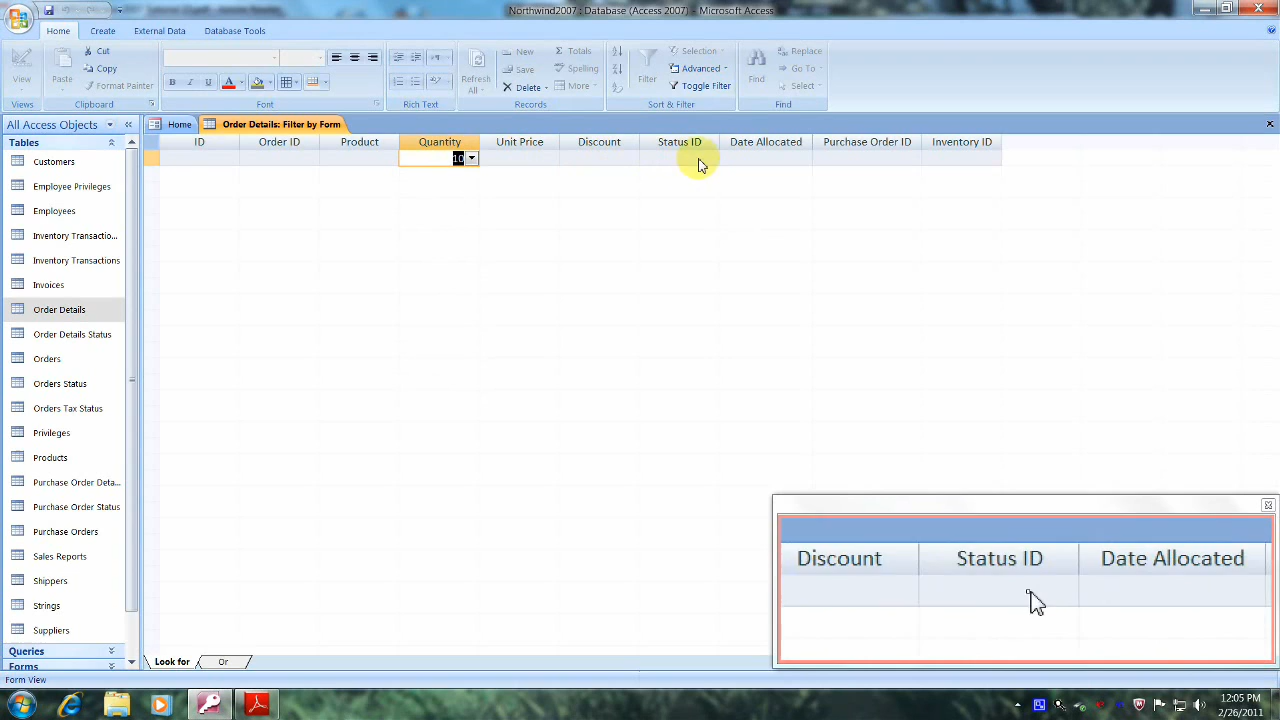 Northwind2007 : Database (Access 2007) - Microsoft Access
Home Create External Data Database Tools
View
Views
Paste
Cut
Copy
Format Painter
Clipboard
B I U A
Font
Rich Text
Refresh All
New
Save
Delete
Totals
Spelling
More
Records
Filter
Selection
Advanced
Toggle Filter
Sort & Filter
Find
Replace
Go To
Select
Find
All Access Objects
Home
Order Details: Filter by Form
Tables
Customers
Employee Privileges
Employees
Inventory Transactio...
Inventory Transactions
Invoices
Order Details
Order Details Status
Orders
Orders Status
Orders Tax Status
Privileges
Products
Purchase Order Deta...
Purchase Order Status
Purchase Orders
Sales Reports
Shippers
Strings
Suppliers
Queries
Forms
ID Order ID Product Quantity Unit Price Discount Status ID Date Allocated Purchase Order ID Inventory ID
10
Discount Status ID Date Allocated
Look for Or
Form View
12:05 PM
2/26/2011